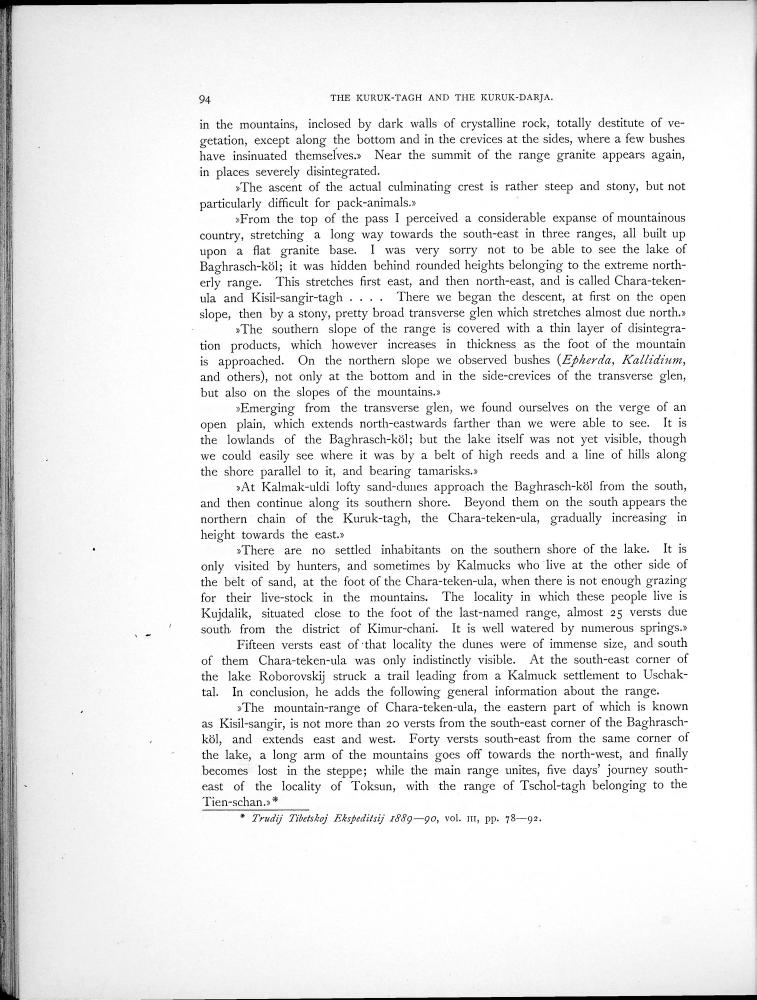 94 THE KURUK-TAGH AND THE KURUK-DARJA.
in the mountains, inclosed by dark walls of crystalline rock, totally destitute of ve-
getation, except along the bottom and in the crevices at the sides, where a few bushes
have insinuated themselves.» Near the summit of the range granite appears again,
in places severely disintegrated.
»The ascent of the actual culminating crest is rather steep and stony, but not
particularly difficult for pack-animals.»
»From the top of the pass I perceived a considerable expanse of mountainous
country, stretching a long way towards the south-east in three ranges, all built up
upon a flat granite base. I was very sorry not to be able to see the lake of
Baghrasch-köl; it was hidden behind rounded heights belonging to the extreme north-
erly range. This stretches first east, and then north-east, and is called Chara-teken-
ula and Kisil-sangir-tagh . . . . There we began the descent, at first on the open
slope, then by a stony, pretty broad transverse glen which stretches almost due north.»
»The southern slope of the range is covered with a thin layer of disintegra-
tion products, which however increases in thickness as the foot of the mountain
is approached. On the northern slope we observed bushes (Epherda, Kallidium,
and others), not only at the bottom and in the side-crevices of the transverse glen,
but also on the slopes of the mountains.»
»Emerging from the transverse glen, we found ourselves on the verge of an
open plain, which extends north-eastwards farther than we were able to see. It is
the lowlands of the Baghrasch-köl; but the lake itself was not yet visible, though
we could easily see where it was by a belt of high reeds and a line of hills along
the shore parallel to it, and bearing tamarisks.»
»At Kalmak-uldi lofty sand-dunes approach the Baghrasch-köl from the south,
and then continue along its southern shore. Beyond them on the south appears the
northern chain of the Kuruk-tagh, the Chara-teken-ula, gradually increasing in
height towards the east.»
»There are no settled inhabitants on the southern shore of the lake. It is
only visited by hunters, and sometimes by Kalmucks who live at the other side of
the belt of sand, at the foot of the Chara-teken-ula, when there is not enough grazing
for their live-stock in the mountains. The locality in which these people live is
Kujdalik, situated close to the foot of the last-named range, almost 25 versts due
south from the district of Kimur-chani. It is well watered by numerous springs.»
Fifteen versts east of that locality the dunes were of immense size, and south
of them Chara-teken-ula was only indistinctly visible. At the south-east corner of
the lake Roborovskij struck a trail leading from a Kalmuck settlement to Uschak-
tal. In conclusion, he adds the following general information about the range.
»The mountain-range of Chara-teken-ula, the eastern part of which is known
as Kisil-sangir, is not more than 20 versts from the south-east corner of the Baghrasch-
köl, and extends east and west. Forty versts south-east from the same corner of
the lake, a long arm of the mountains goes off towards the north-west, and finally
becomes lost in the steppe; while the main range unites, five days' journey south-
east of the locality of Toksun, with the range of Tschol-tagh belonging to the
Tien-schan.»*
* Trudij Tibetskoj Ekspeditsij 1889—90, vol. III, pp. 78—92.